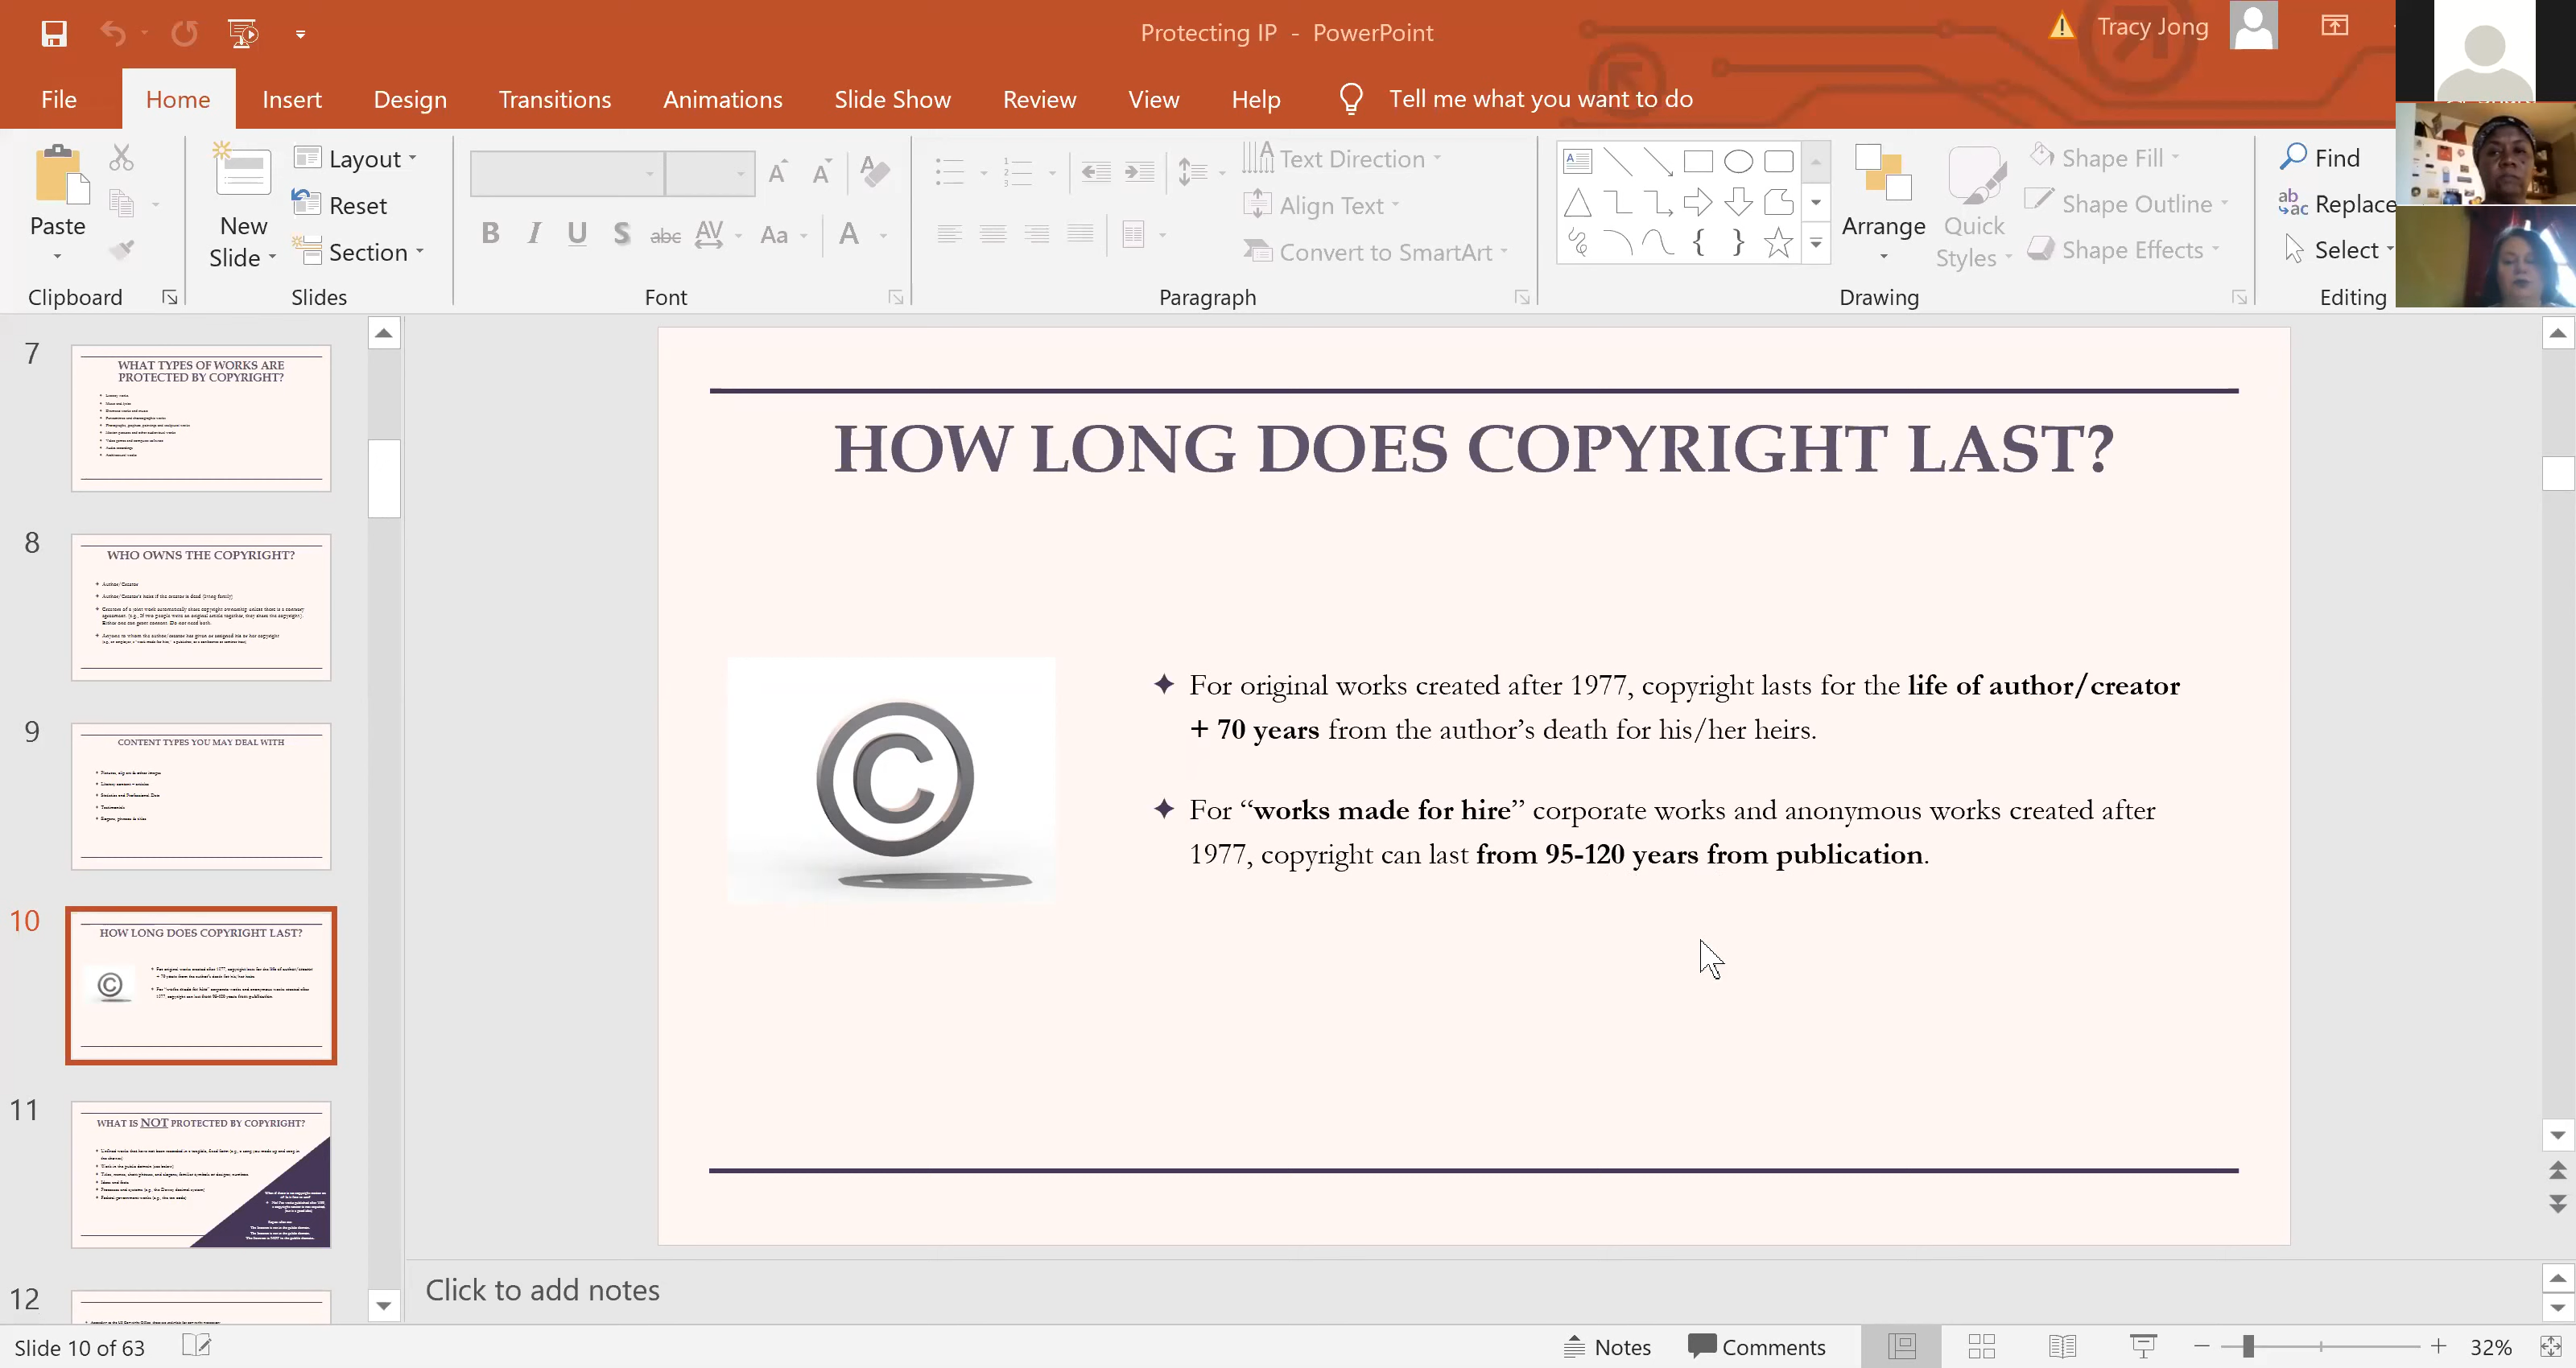 Protecting IP - PowerPoint
Tracy Jong
File Home Insert Design Transitions Animations Slide Show Review View Help Tell me what you want to do
Paste
Clipboard
New Slide
Layout
Reset
Section
Slides
B I U S abc AV Aa A
Font
Text Direction
Align Text
Convert to SmartArt
Paragraph
Arrange
Quick Styles
Shape Fill
Shape Outline
Shape Effects
Drawing
Find
Replace
Select
Editing
7
WHAT TYPES OF WORKS ARE
PROTECTED BY COPYRIGHT?
8
WHO OWNS THE COPYRIGHT?
9
CONTENT TYPES YOU MAY DEAL WITH
10
HOW LONG DOES COPYRIGHT LAST?
11
WHAT IS NOT PROTECTED BY COPYRIGHT?
12
HOW LONG DOES COPYRIGHT LAST?
For original works created after 1977, copyright lasts for the life of author/creator
+ 70 years from the author’s death for his/her heirs.
For “works made for hire” corporate works and anonymous works created after
1977, copyright can last from 95-120 years from publication.
Click to add notes
Slide 10 of 63
Notes
Comments
32%